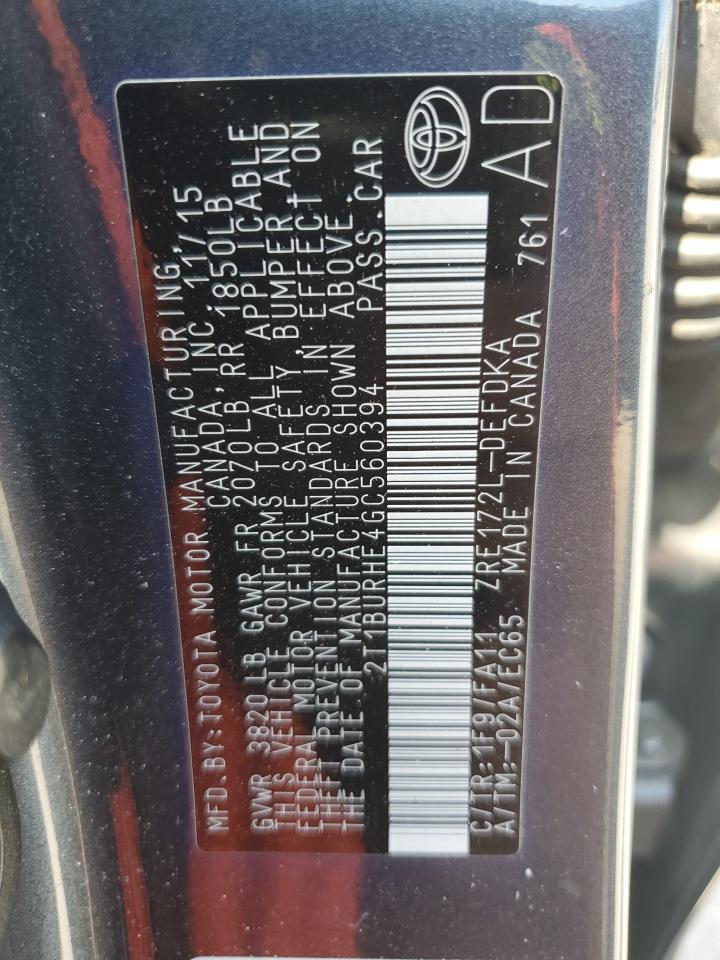 MFD.BY:TOYOTA MOTOR MANUFACTURING,
CANADA,INC 11/15
GVWR 3820LB GAWR FR 2070LB,RR 1850LB
THIS VEHICLE CONFORMS TO ALL APPLICABLE
FEDERAL MOTOR VEHICLE SAFETY, BUMPER,AND
THEFT PREVENTION STANDARDS IN EFFECT ON
THE DATE OF MANUFACTURE SHOWN ABOVE.
2T1BURHE4GC560394 PASS.CAR
C/TR:1F9/FA11 ZRE172L-DEFDKA
A/TM:-02A/EC65 MADE IN CANADA 761 AD